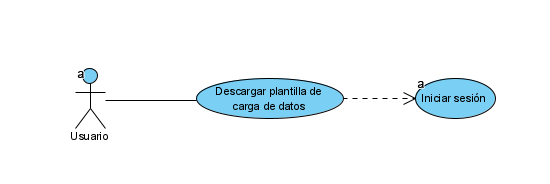 a
Usuario
Descargar plantilla de
carga de datos
a
Iniciar sesión